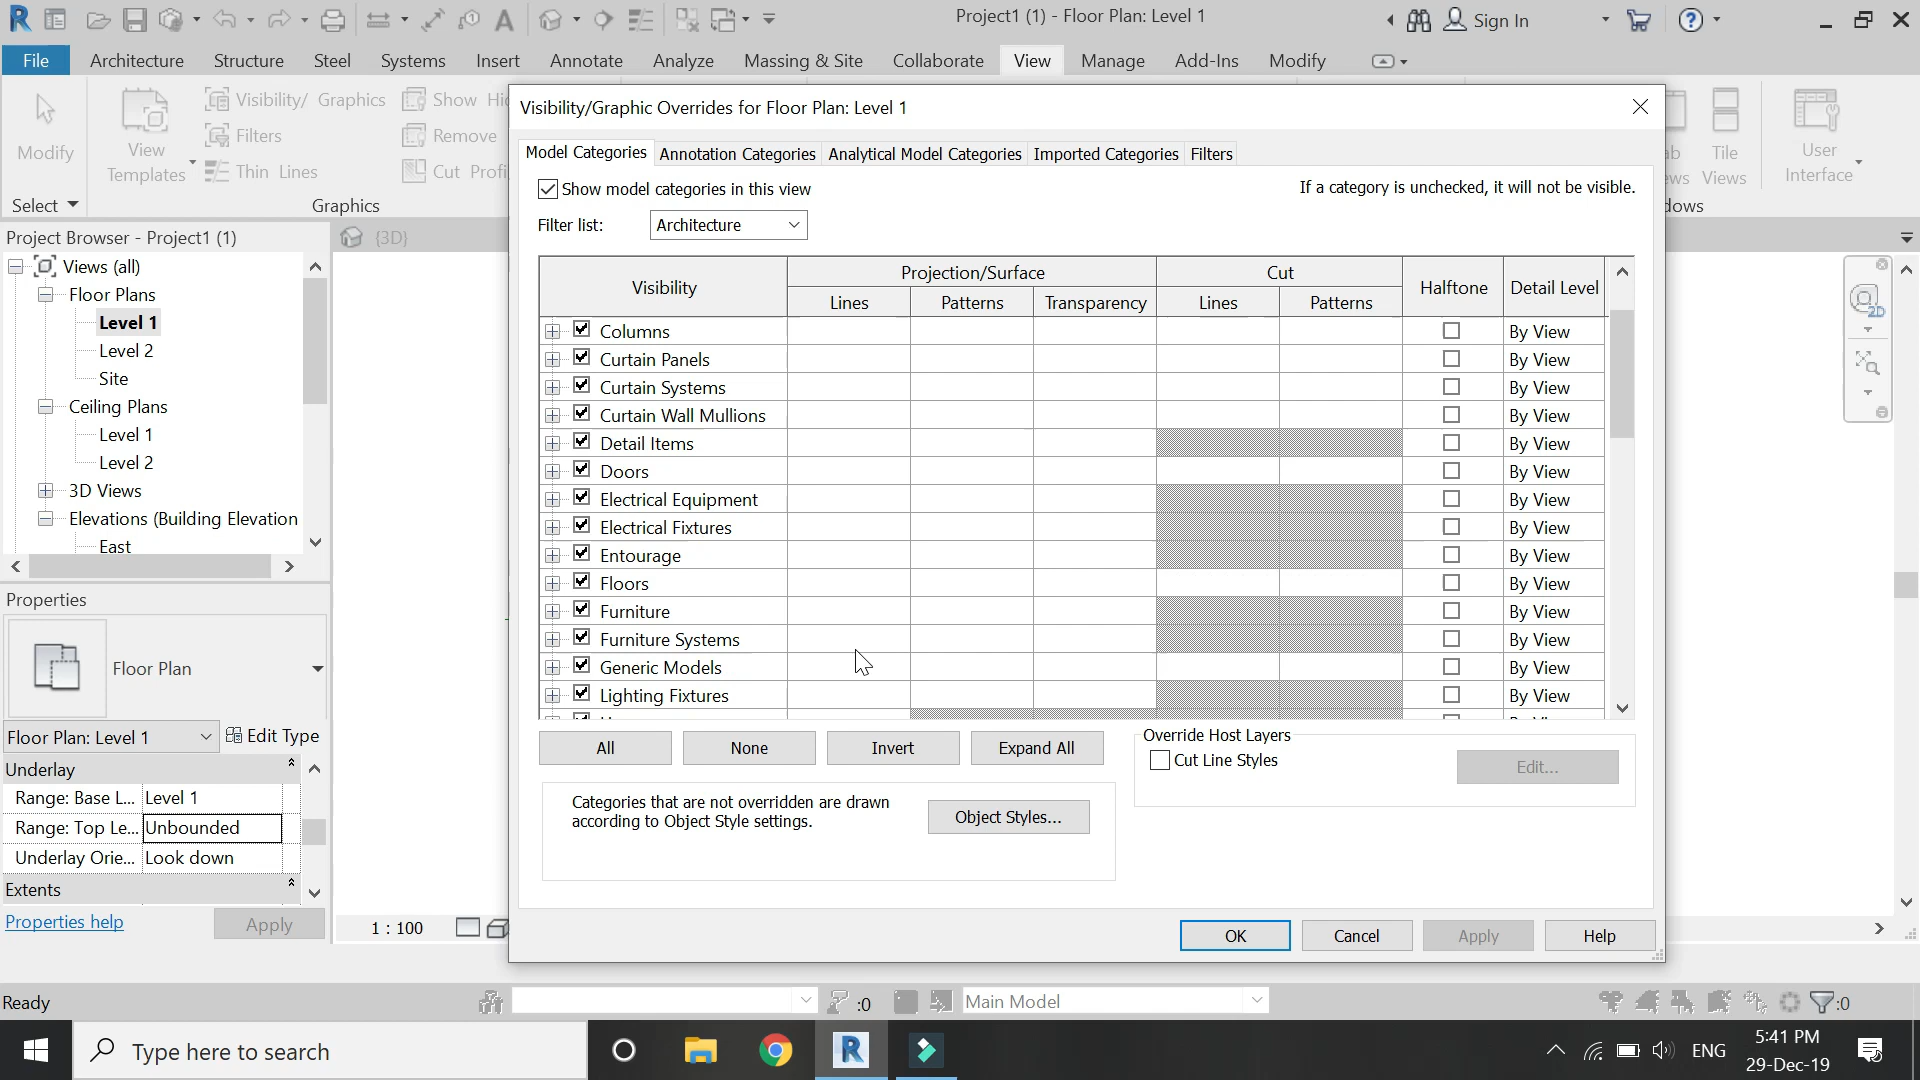 Project1 (1) - Floor Plan: Level 1
Sign In
File Architecture Structure Steel Systems Insert Annotate Analyze Massing & Site Collaborate View Manage Add-Ins Modify
Modify
Select
View
Templates
Visibility/ Graphics
Filters
Thin Lines
Show
Remove
Cut
Graphics
Tile
Views
User
Interface
Project Browser - Project1 (1)
Views (all)
Floor Plans
Level 1
Level 2
Site
Ceiling Plans
Level 1
Level 2
3D Views
Elevations (Building Elevation
East
{3D}
Properties
Floor Plan
Floor Plan: Level 1
Edit Type
Underlay
Range: Base L... Level 1
Range: Top Le... Unbounded
Underlay Orie... Look down
Extents
Properties help
Apply
1 : 100
Visibility/Graphic Overrides for Floor Plan: Level 1
Model Categories Annotation Categories Analytical Model Categories Imported Categories Filters
Show model categories in this view
If a category is unchecked, it will not be visible.
Filter list: Architecture
Visibility Projection/Surface Cut Halftone Detail Level
Lines Patterns Transparency Lines Patterns
Columns By View
Curtain Panels By View
Curtain Systems By View
Curtain Wall Mullions By View
Detail Items By View
Doors By View
Electrical Equipment By View
Electrical Fixtures By View
Entourage By View
Floors By View
Furniture By View
Furniture Systems By View
Generic Models By View
Lighting Fixtures By View
All None Invert Expand All
Override Host Layers
Cut Line Styles
Edit...
Categories that are not overridden are drawn
according to Object Style settings.
Object Styles...
OK Cancel Apply Help
Ready
:0
Main Model
:0
Type here to search
ENG
5:41 PM
29-Dec-19